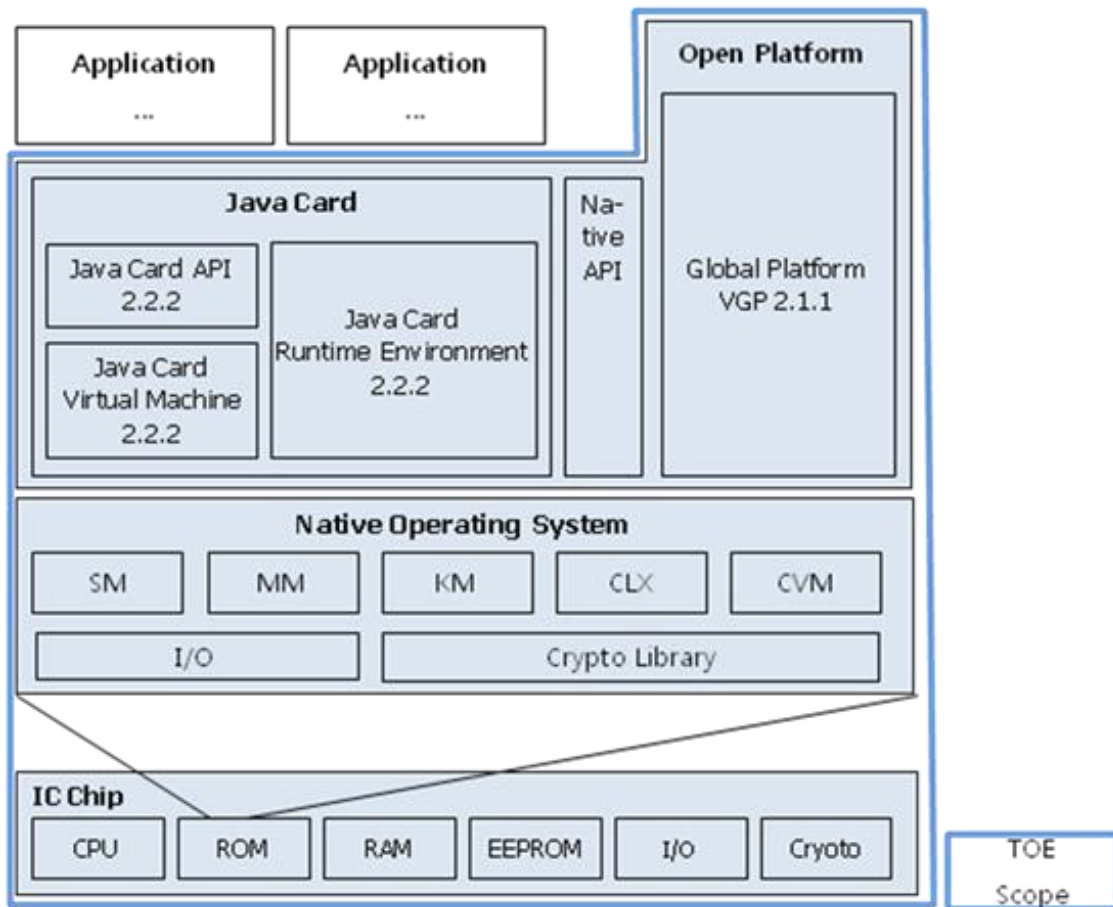 Application
...
Application
...
Open Platform
Java Card
Java Card API
2.2.2
Java Card
Virtual Machine
2.2.2
Java Card
Runtime Environment
2.2.2
Na-
tive
API
Global Platform
VGP 2.1.1
Native Operating System
SM
MM
KM
CLX
CVM
I/O
Crypto Library
IC Chip
CPU
ROM
RAM
EEPROM
I/O
Cryoto
TOE
Scope